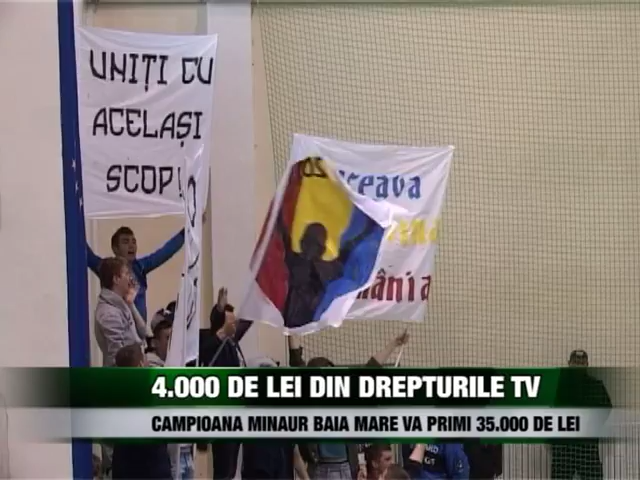 UNIȚI CU
ACELAȘI
SCOP!
4.000 DE LEI DIN DREPTURILE TV
CAMPIOANA MINAUR BAIA MARE VA PRIMI 35.000 DE LEI